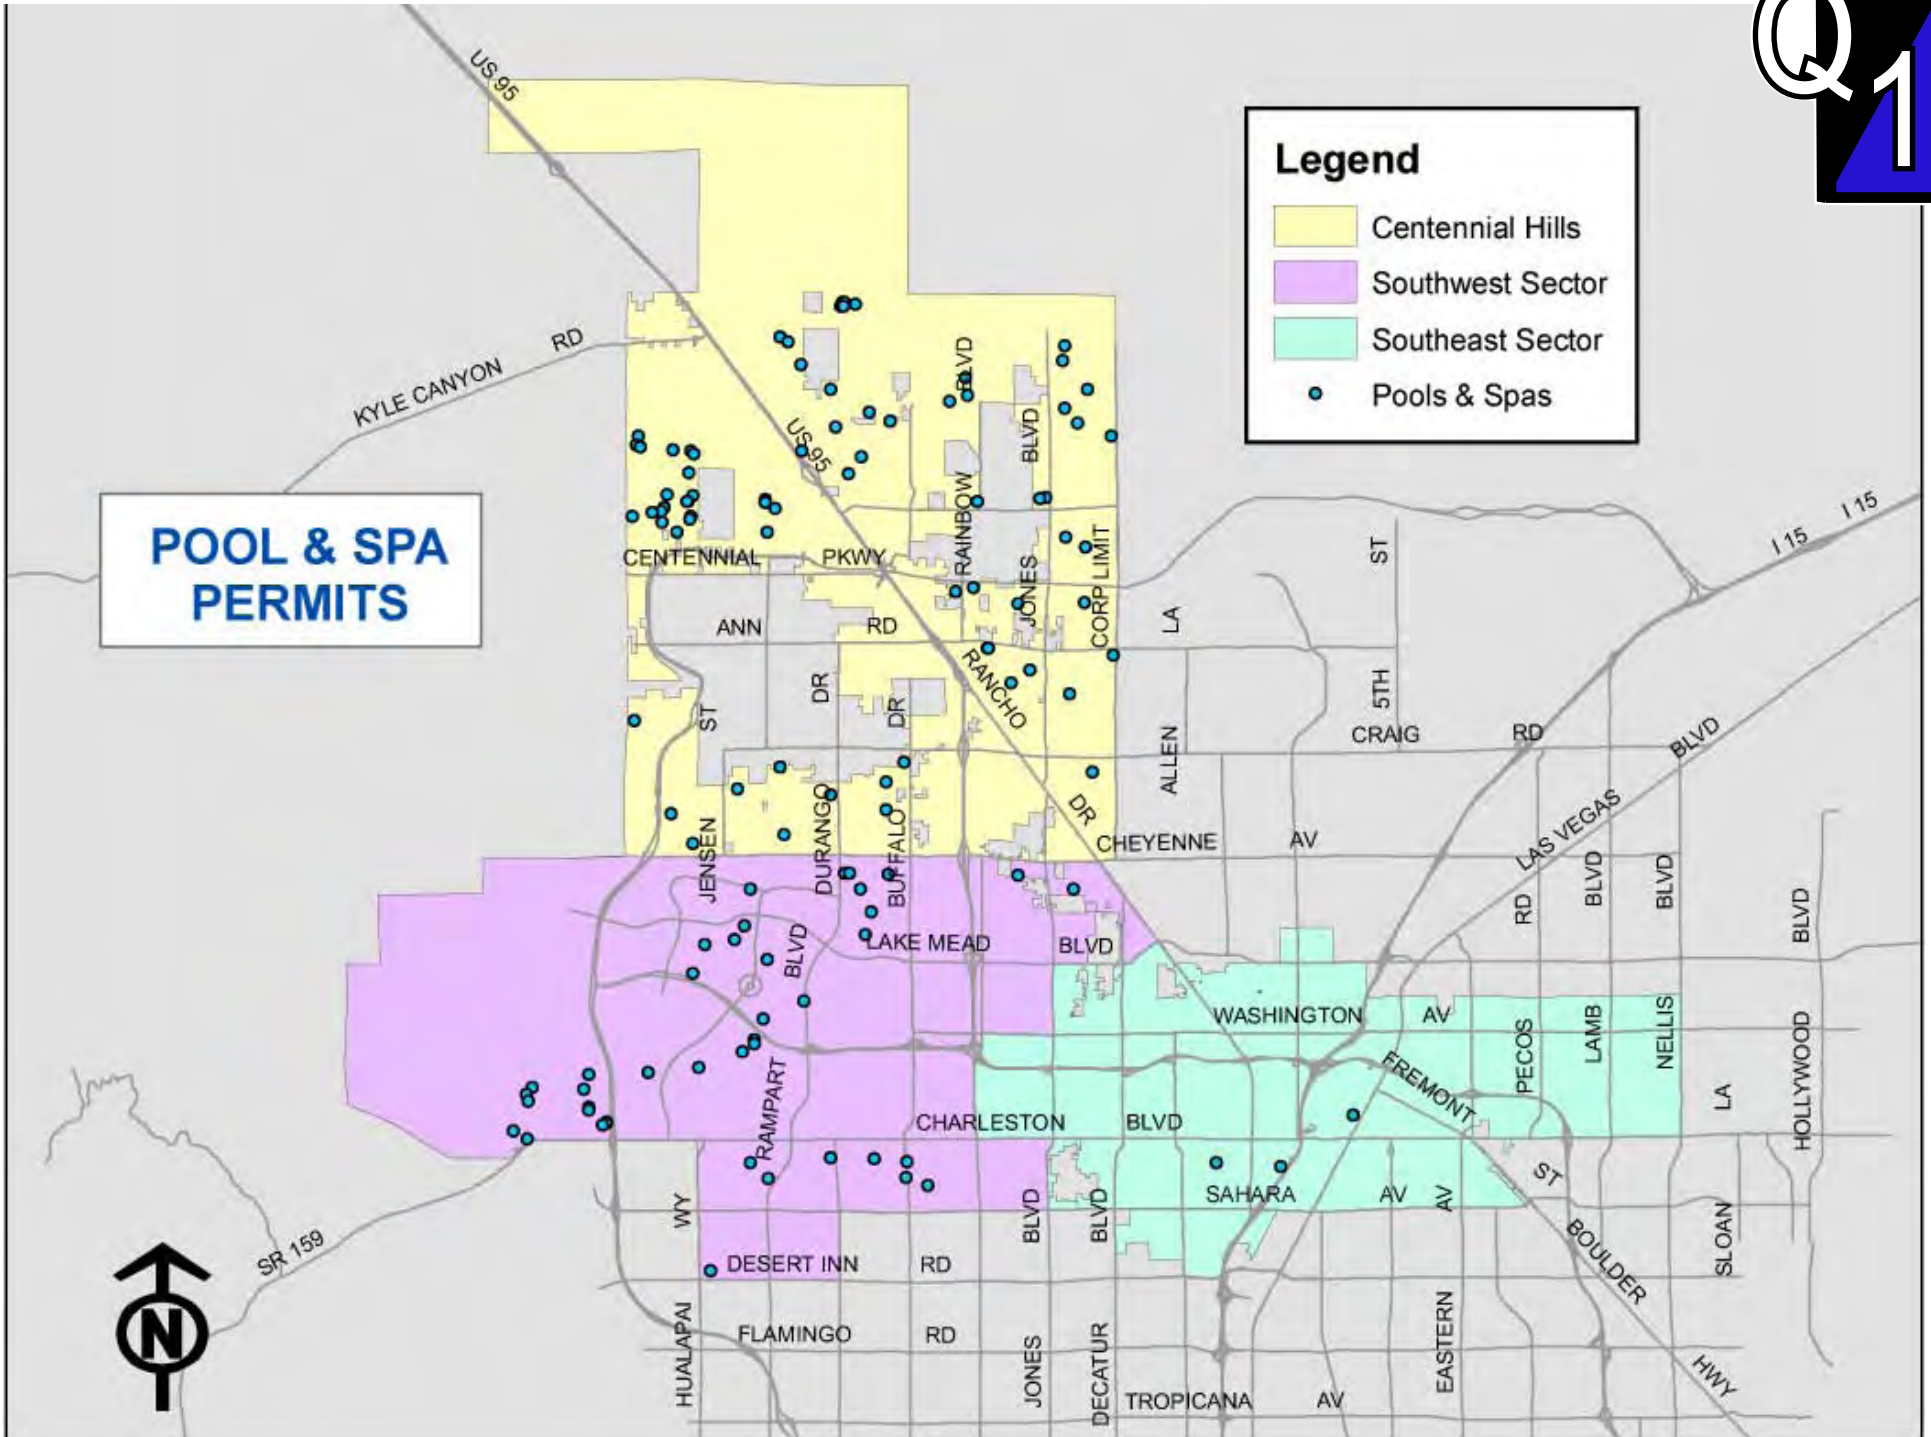 Q
1
US 95
Legend
Centennial Hills
Southwest Sector
Southeast Sector
Pools & Spas
KYLE CANYON
RD
BLVD
BLVD
US 95
RAINBOW
POOL & SPA
PERMITS
CENTENNIAL
PKWY
JONES
CORP LIMIT
ST
I 15
I 15
ANN
RD
LA
RANCHO
DR
DR
ST
5TH
ALLEN
CRAIG
RD
BLVD
DR
CHEYENNE
AV
LAS VEGAS
JENSEN
DURANGO
BUFFALO
RD
BLVD
BLVD
BLVD
BLVD
LAKE MEAD
BLVD
WASHINGTON
AV
PECOS
LAMB
NELLIS
HOLLYWOOD
FREMONT
LA
RAMPART
CHARLESTON
BLVD
ST
SAHARA
AV
AV
WY
BLVD
BLVD
SLOAN
BOULDER
SR 159
DESERT INN
RD
N
HUALAPAI
FLAMINGO
RD
JONES
DECATUR
EASTERN
HWY
TROPICANA
AV